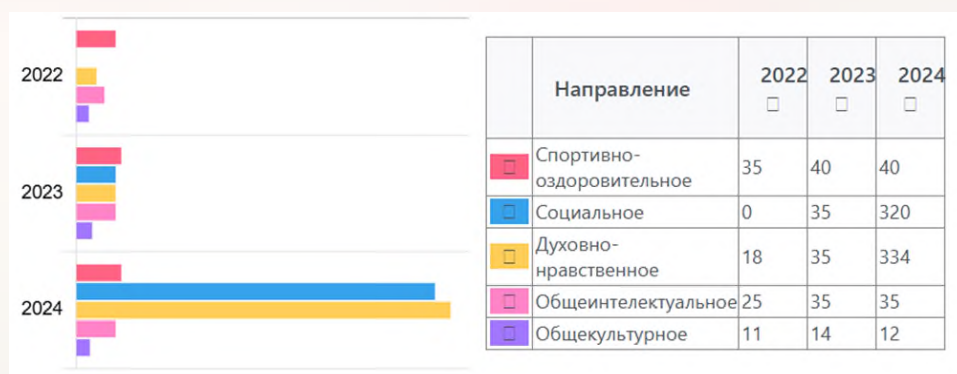 2022
2023
2024
Направление 2022 2023 2024
Спортивно-
оздоровительное 35 40 40
Социальное 0 35 320
Духовно-
нравственное 18 35 334
Общеинтелектуальное 25 35 35
Общекультурное 11 14 12